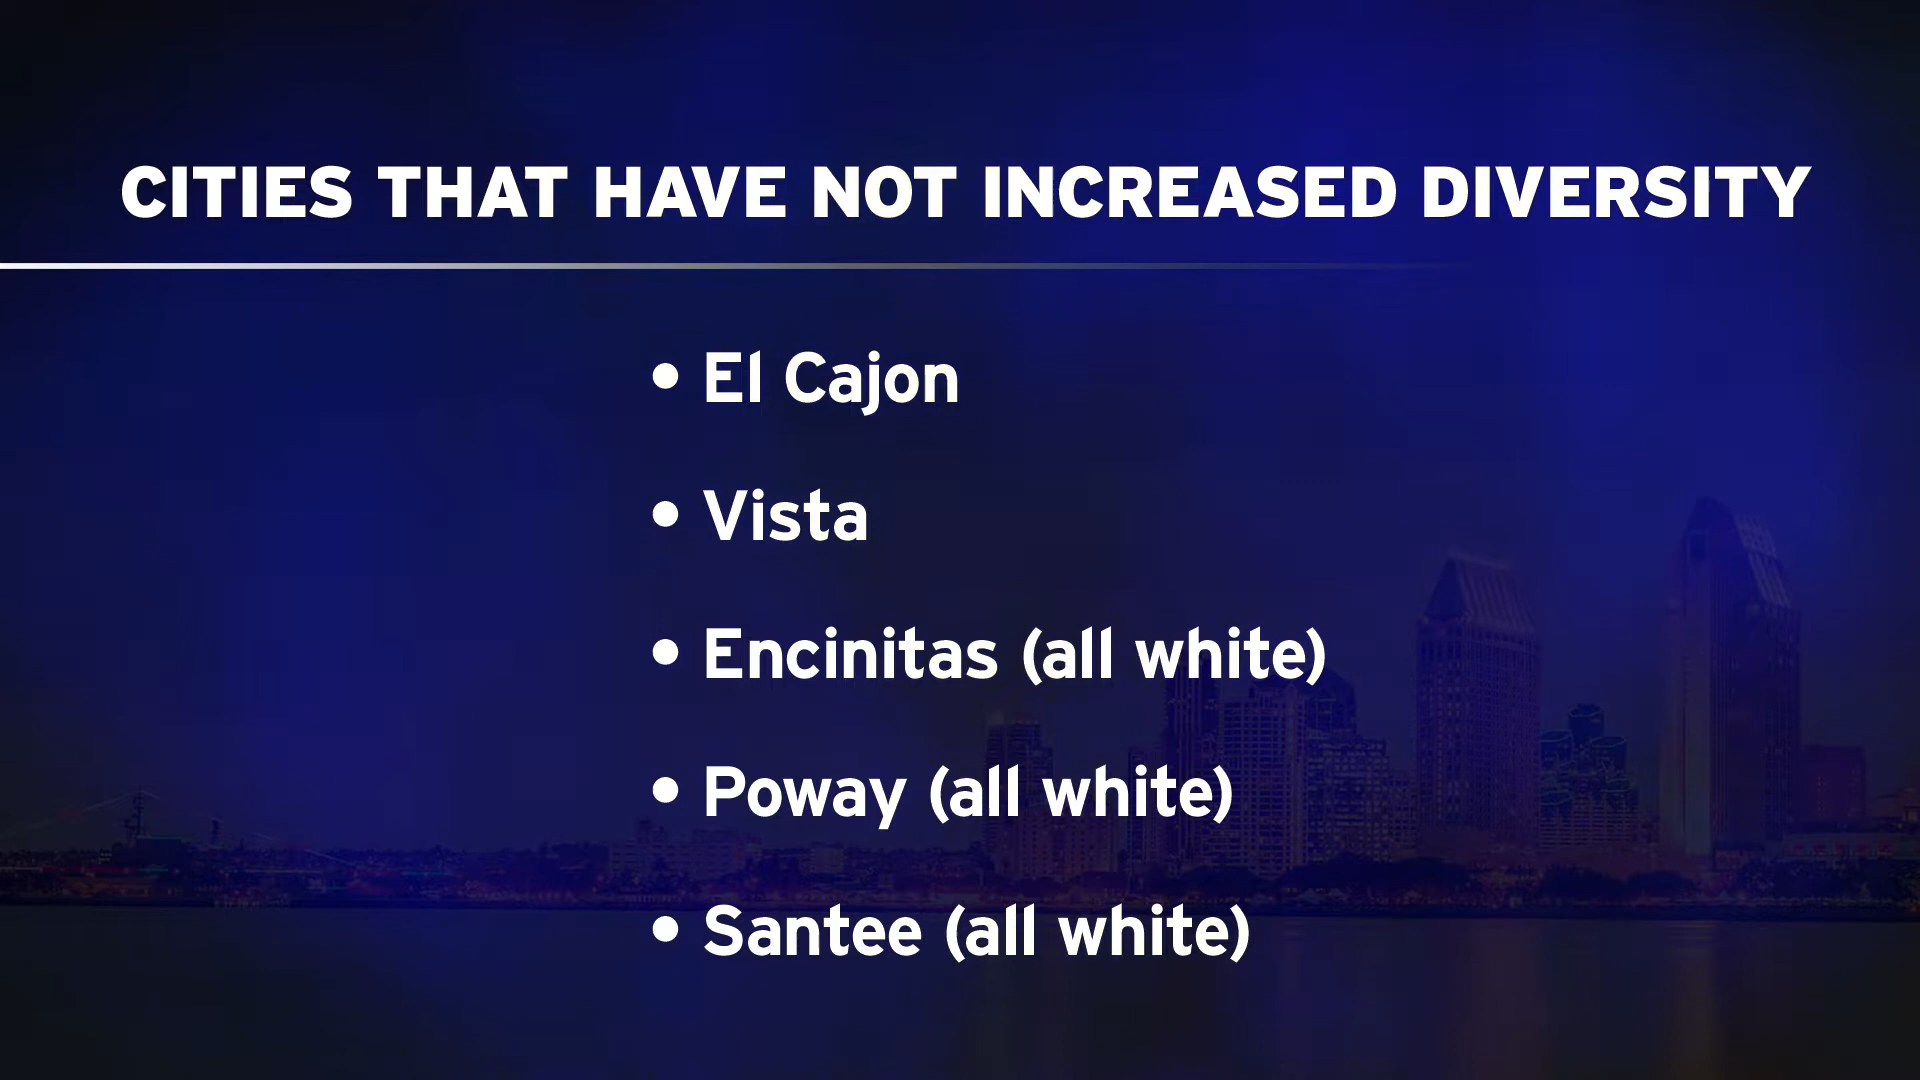 CITIES THAT HAVE NOT INCREASED DIVERSITY
• El Cajon
• Vista
• Encinitas (all white)
• Poway (all white)
• Santee (all white)